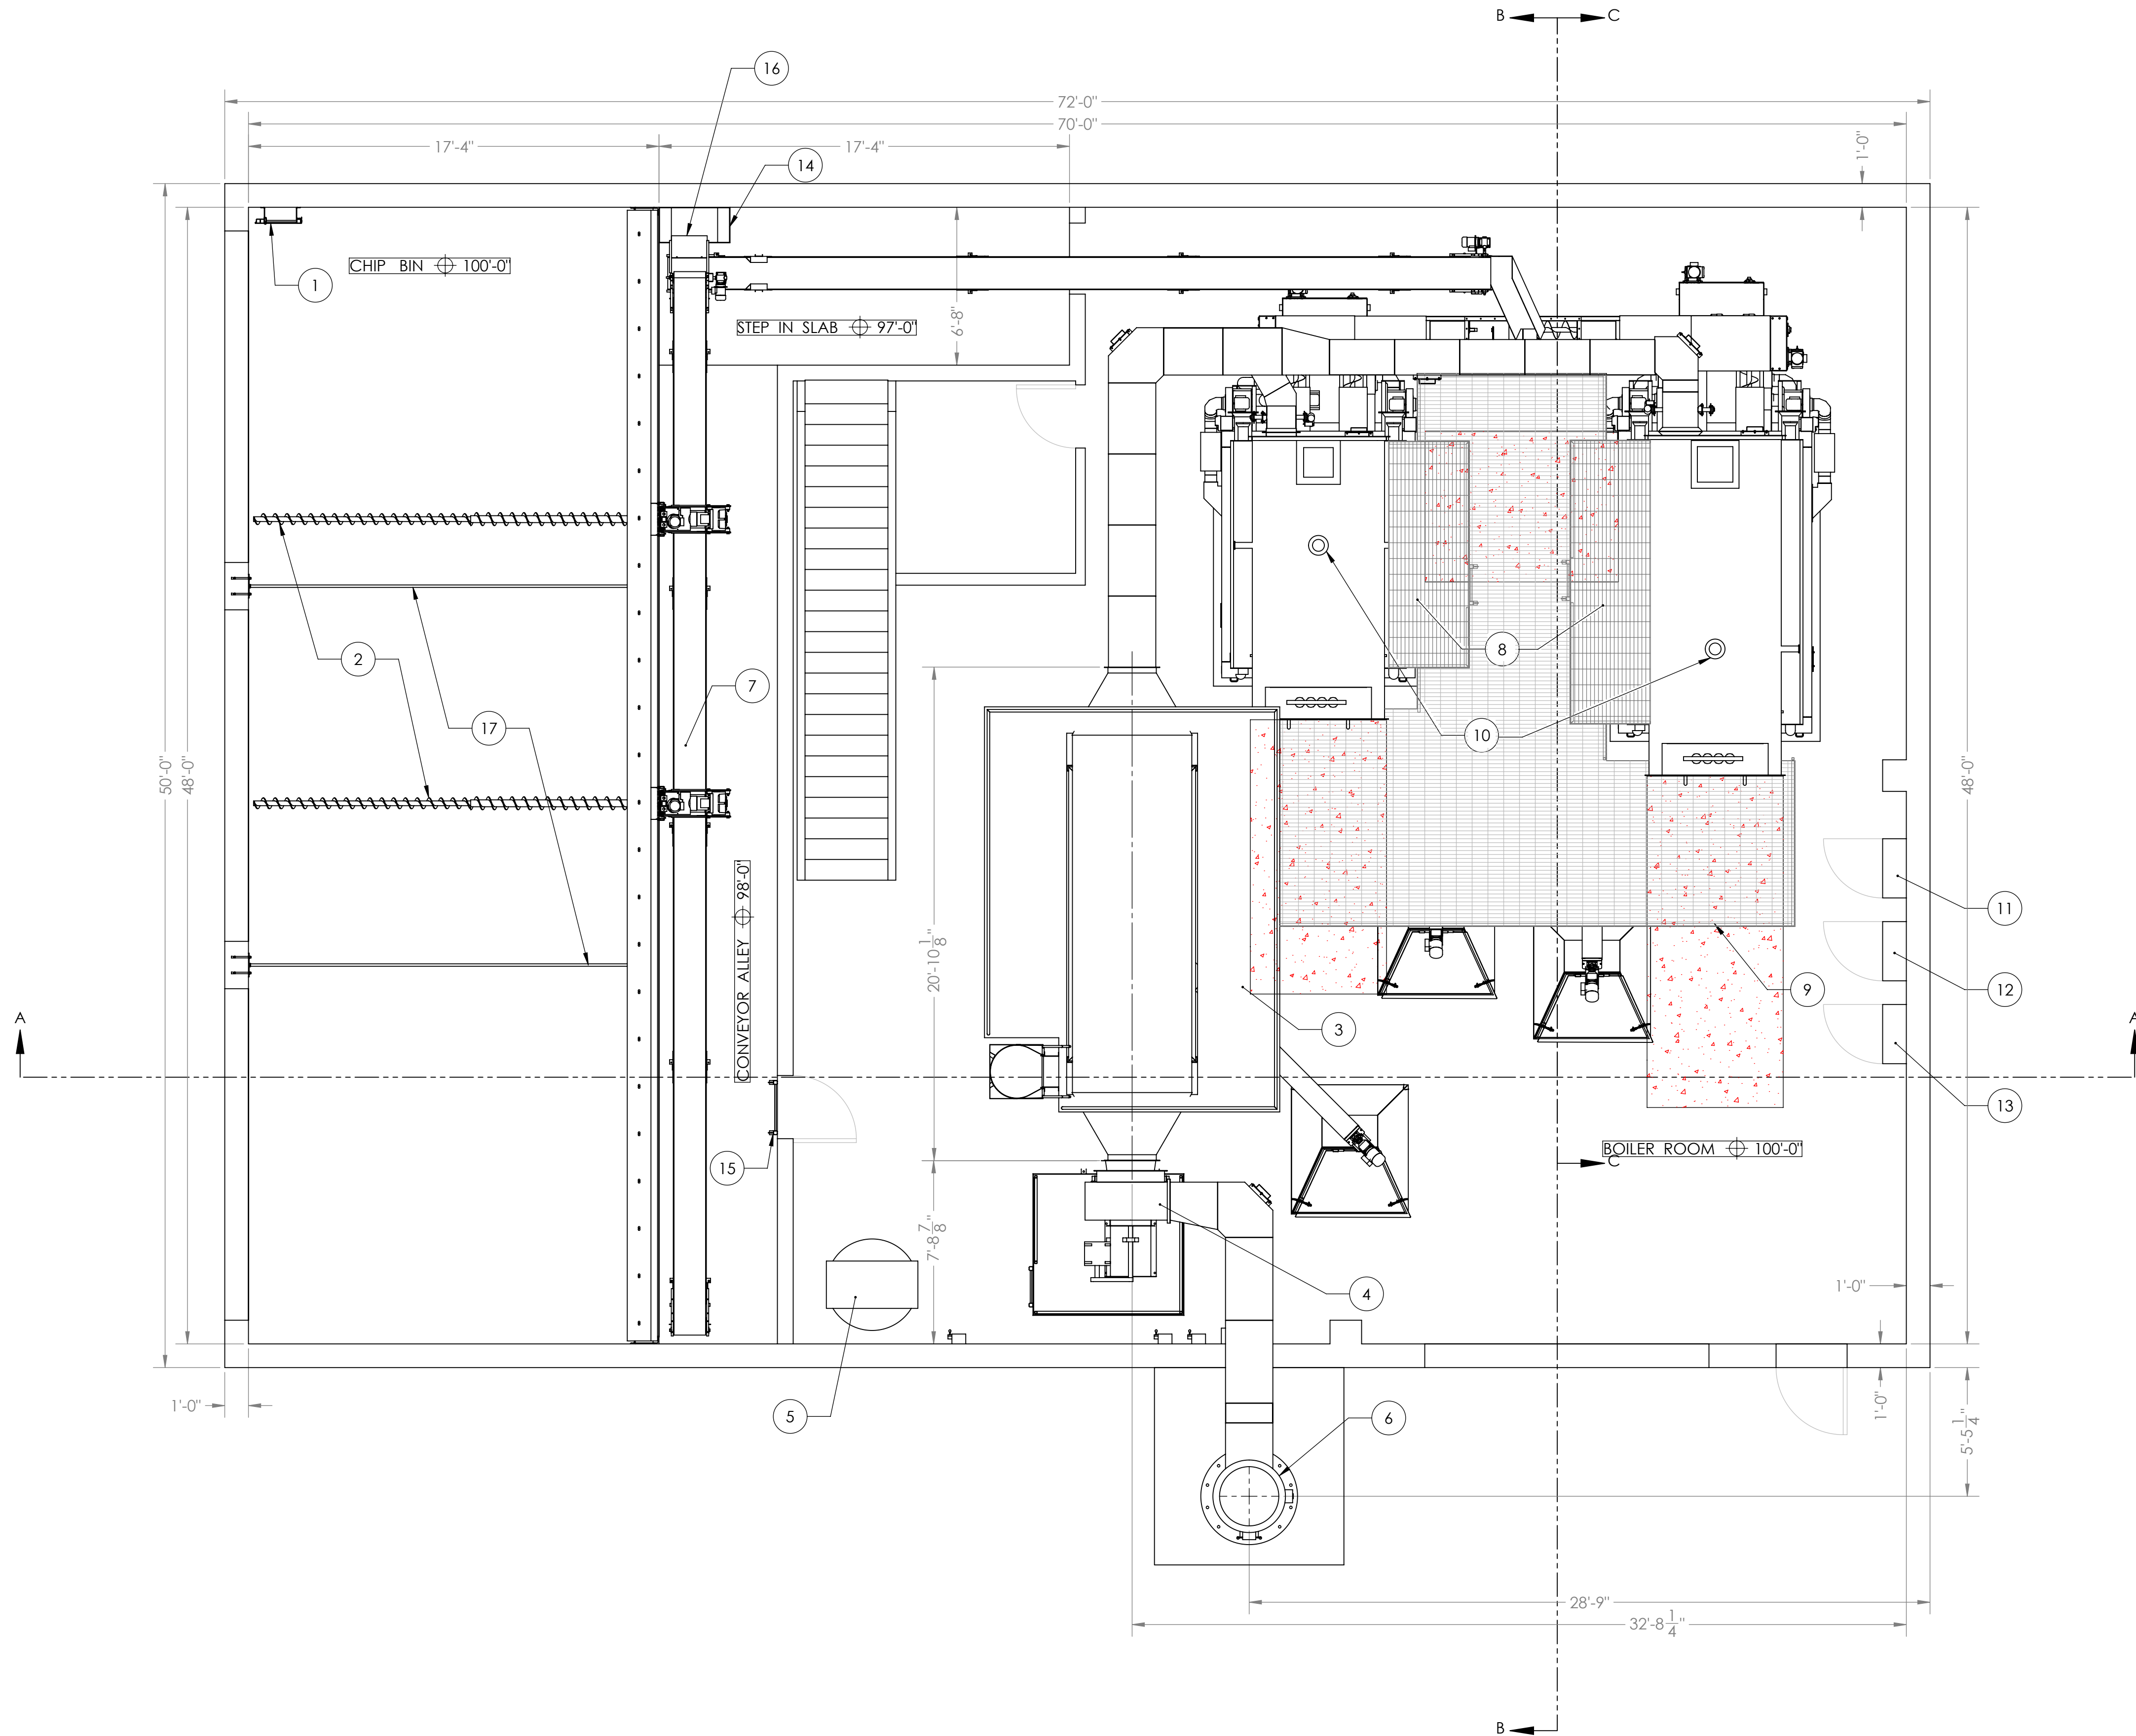 B C
16
72'-0"
70'-0"
17'-4" 17'-4" 1'-0"
14
CHIP BIN 100'-0"
1
STEP IN SLAB 97'-0"
6'-8"
2
8
7
17
10
50'-0" 48'-0" 48'-0"
11
CONVEYOR ALLEY 98'-0"
20'-10 1/8"
12
9
3
A A
13
BOILER ROOM 100'-0"
C
15
7'-8 7/8"
4
1'-0"
5
6
1'-0" 1'-0"
5'-5 1/4"
28'-9"
32'-8 1/4"
B